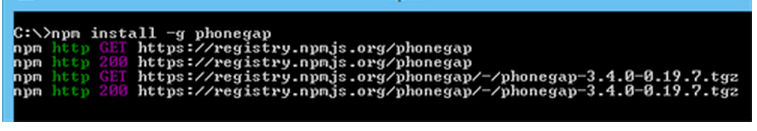 C:\>npm install -g phonegap
npm http GET https://registry.npmjs.org/phonegap
npm http 200 https://registry.npmjs.org/phonegap
npm http GET https://registry.npmjs.org/phonegap/-/phonegap-3.4.0-0.19.7.tgz
npm http 200 https://registry.npmjs.org/phonegap/-/phonegap-3.4.0-0.19.7.tgz